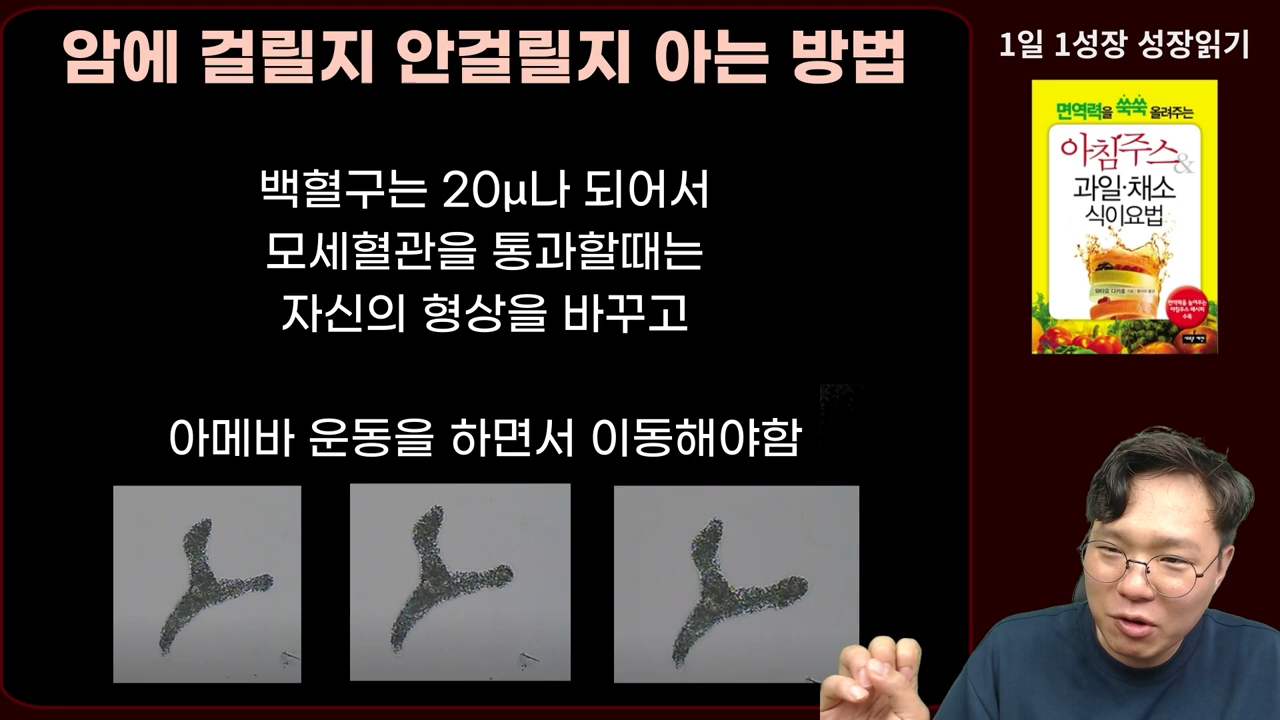 암에 걸릴지 안걸릴지 아는 방법
1일 1성장 성장읽기
면역력을 쑥쑥 올려주는
아침주스&
과일·채소
식이요법
백혈구는 20μ나 되어서
모세혈관을 통과할때는
자신의 형상을 바꾸고
아메바 운동을 하면서 이동해야함